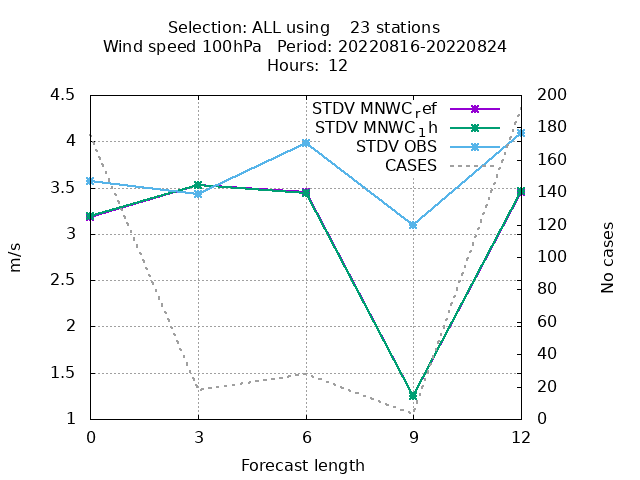 Selection: ALL using    23 stations
Wind speed 100hPa   Period: 20220816-20220824
Hours:  12
4.5
4
3.5
3
2.5
2
1.5
1
m/s
STDV MNWCref
STDV MNWC1h
STDV OBS
CASES
200
180
160
140
120
100
80
60
40
20
0
No cases
0
3
6
9
12
Forecast length